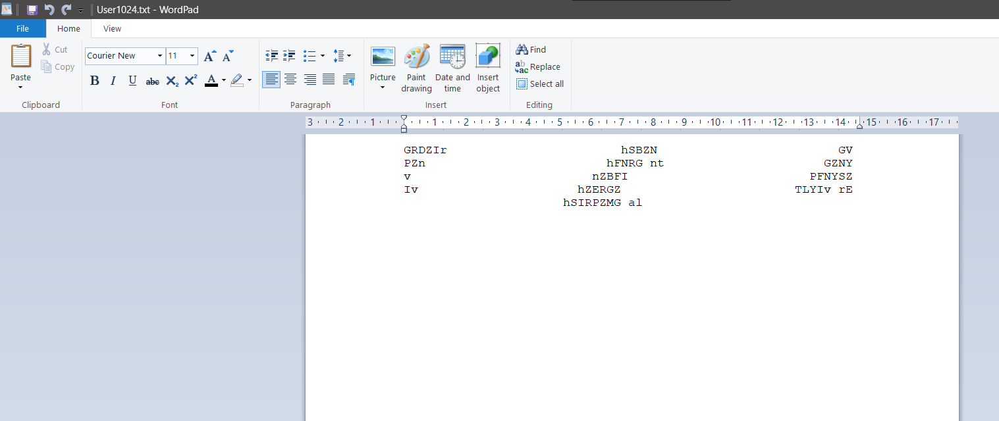 User1024.txt - WordPad
File Home View
Paste Cut Copy
Clipboard
Courier New 11
B I U abc X₂ X² A
Font
Paragraph
Picture Paint drawing Date and time Insert object
Insert
Find
Replace
Select all
Editing
3 2 1 1 2 3 4 5 6 7 8 9 10 11 12 13 14 15 16 17
GRDZIr hSBZN GV
PZn hFNRG nt GZNY
v nZBFI PFNYSZ
Iv hZERGZ TLYIv rE
hSIRPZMG al